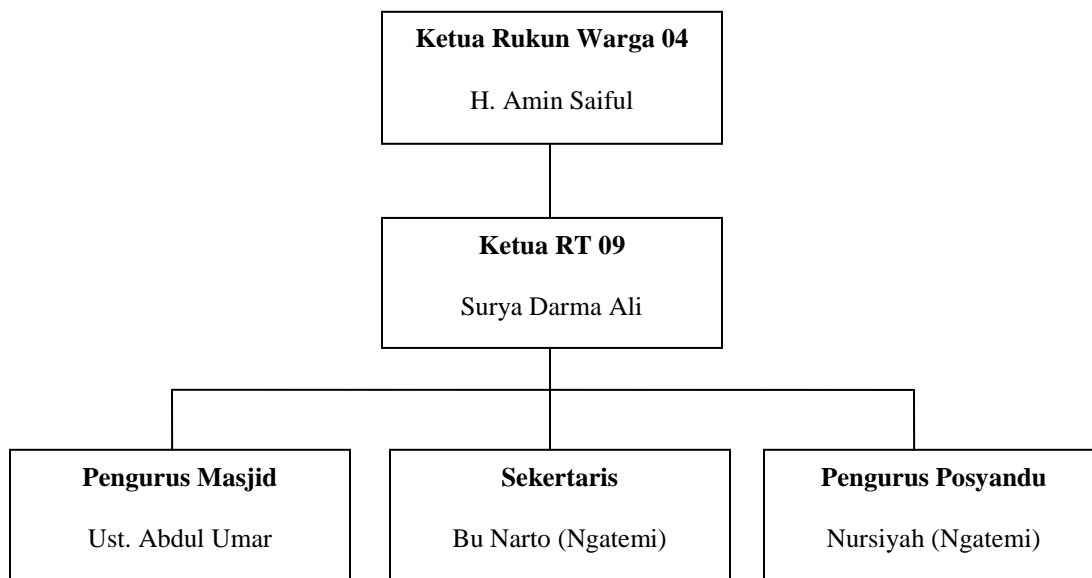 Ketua Rukun Warga 04
H. Amin Saiful
Ketua RT 09
Surya Darma Ali
Pengurus Masjid
Ust. Abdul Umar
Sekertaris
Bu Narto (Ngatemi)
Pengurus Posyandu
Nursiyah (Ngatemi)